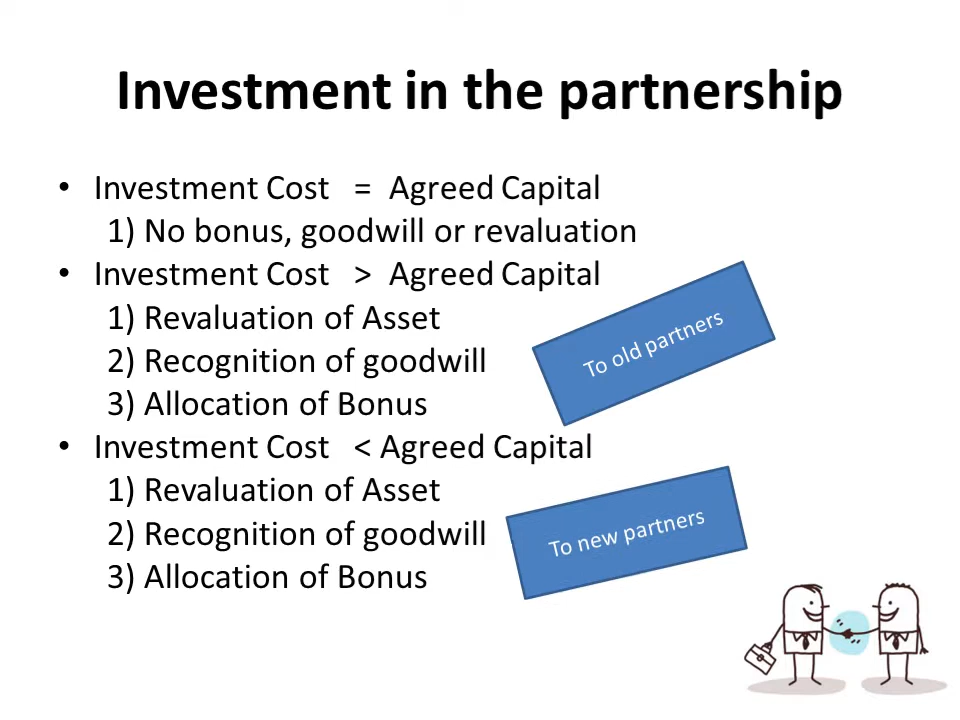 Investment in the partnership
• Investment Cost = Agreed Capital
1) No bonus, goodwill or revaluation
• Investment Cost > Agreed Capital
1) Revaluation of Asset
2) Recognition of goodwill
3) Allocation of Bonus
To old partners
• Investment Cost < Agreed Capital
1) Revaluation of Asset
2) Recognition of goodwill
3) Allocation of Bonus
To new partners